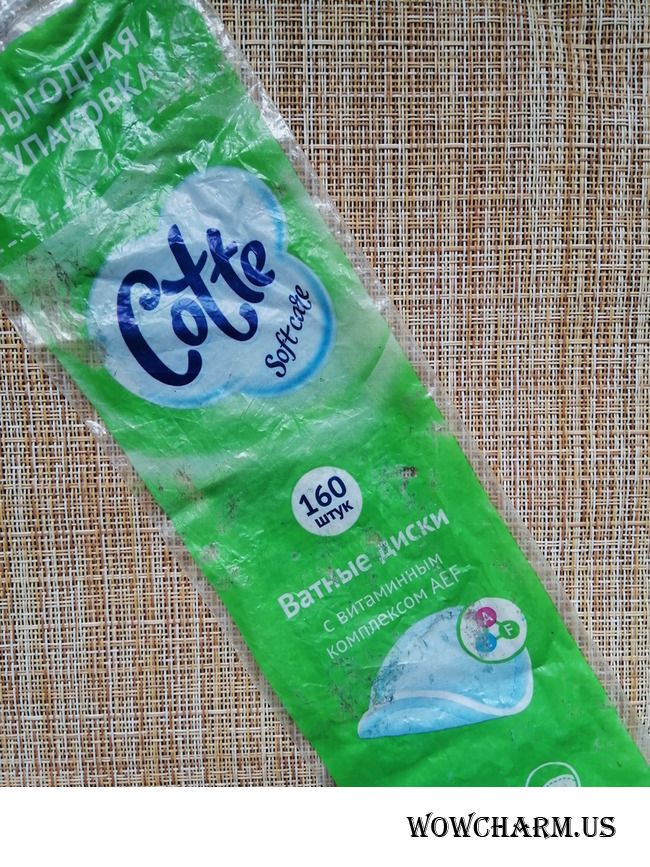 ВЫГОДНАЯ
УПАКОВКА
Cotte
Soft care
160
штук
Ватные диски
с витаминным
комплексом AEF
A
F
WOWCHARM.US